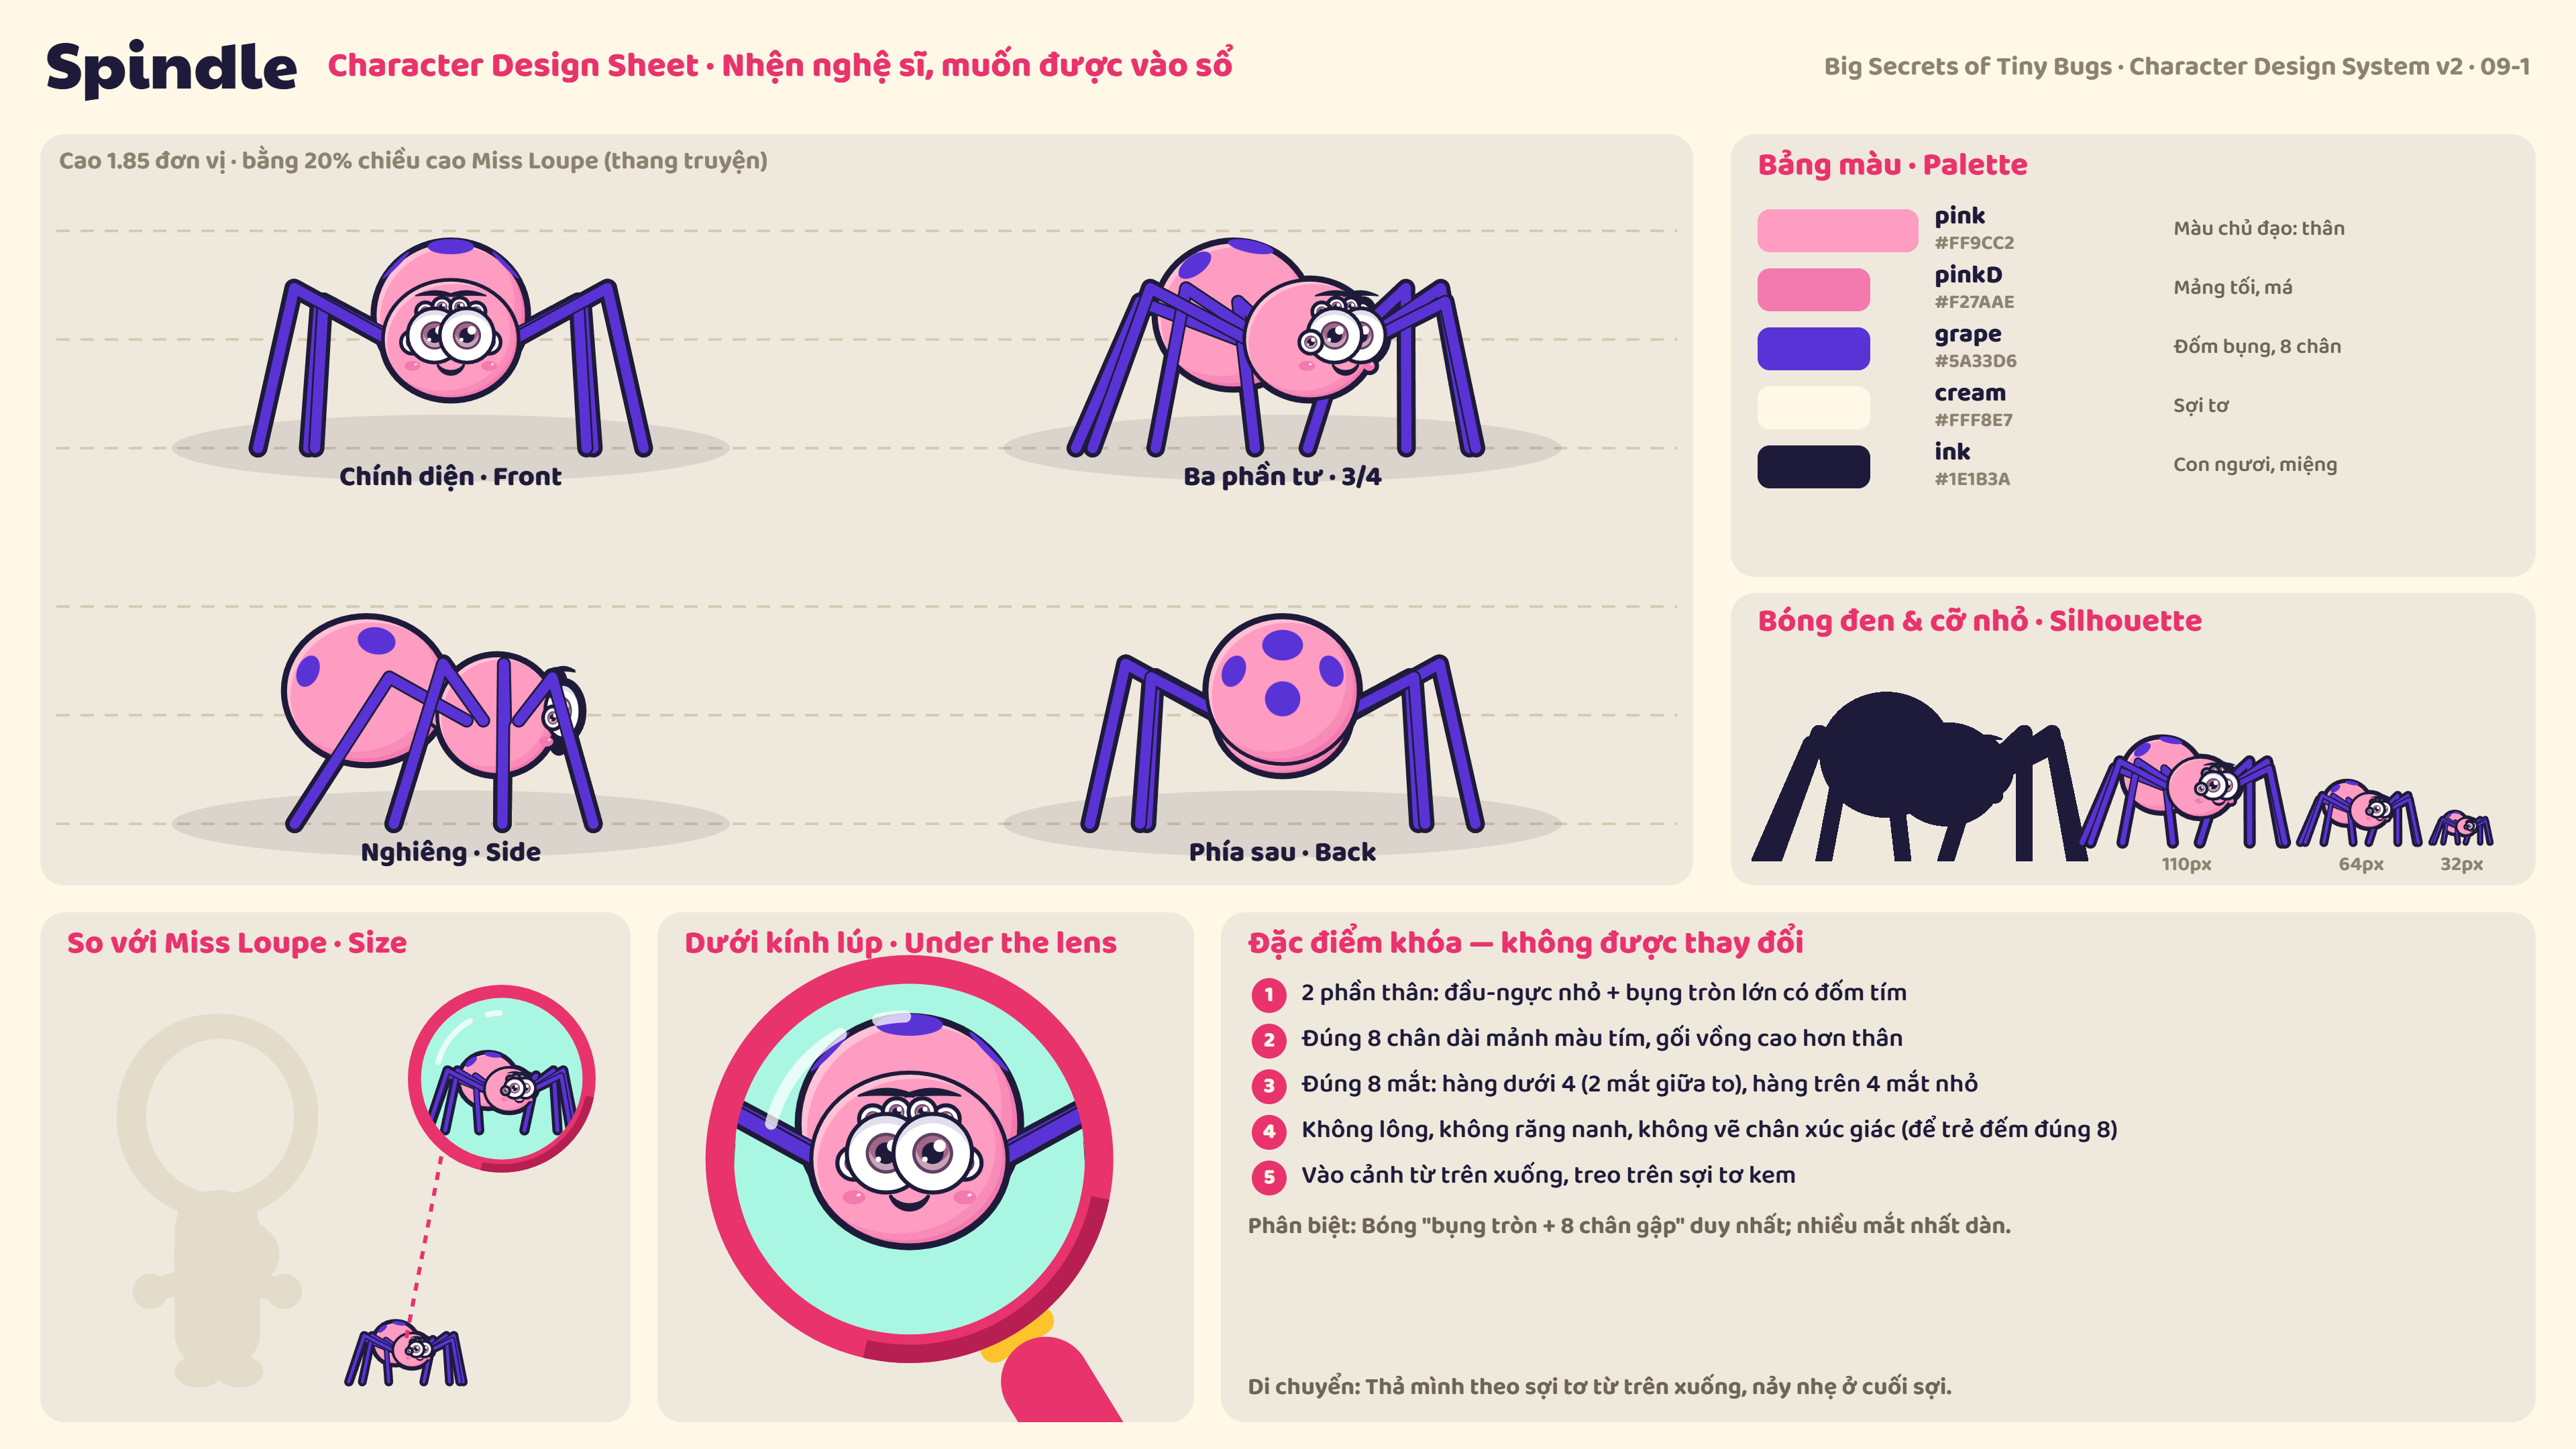 Spindle
Character Design Sheet · Nhện nghệ sĩ, muốn được vào sổ
Big Secrets of Tiny Bugs · Character Design System v2 · 09-1
Cao 1.85 đơn vị · bằng 20% chiều cao Miss Loupe (thang truyện)
Chính diện · Front
Ba phần tư · 3/4
Nghiêng · Side
Phía sau · Back
Bảng màu · Palette
pink
#FF9CC2
Màu chủ đạo: thân
pinkD
#F27AAE
Mảng tối, má
grape
#5A33D6
Đốm bụng, 8 chân
cream
#FFF8E7
Sợi tơ
ink
#1E1B3A
Con ngươi, miệng
Bóng đen & cỡ nhỏ · Silhouette
110px
64px
32px
So với Miss Loupe · Size
Dưới kính lúp · Under the lens
Đặc điểm khóa — không được thay đổi
1 2 phần thân: đầu-ngực nhỏ + bụng tròn lớn có đốm tím
2 Đúng 8 chân dài mảnh màu tím, gối vồng cao hơn thân
3 Đúng 8 mắt: hàng dưới 4 (2 mắt giữa to), hàng trên 4 mắt nhỏ
4 Không lông, không răng nanh, không vẽ chân xúc giác (để trẻ đếm đúng 8)
5 Vào cảnh từ trên xuống, treo trên sợi tơ kem
Phân biệt: Bóng "bụng tròn + 8 chân gập" duy nhất; nhiều mắt nhất dàn.
Di chuyển: Thả mình theo sợi tơ từ trên xuống, nảy nhẹ ở cuối sợi.